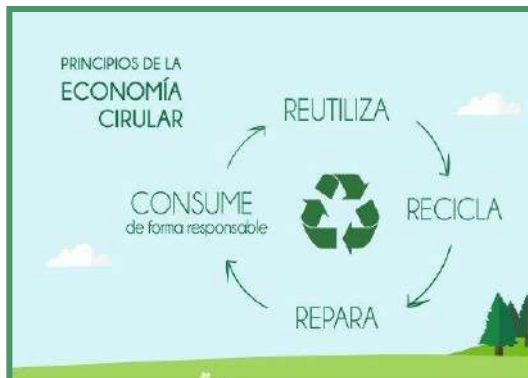 PRINCIPIOS DE LA
ECONOMÍA
CIRULAR
REUTILIZA
RECICLA
REPARA
CONSUME
de forma responsable